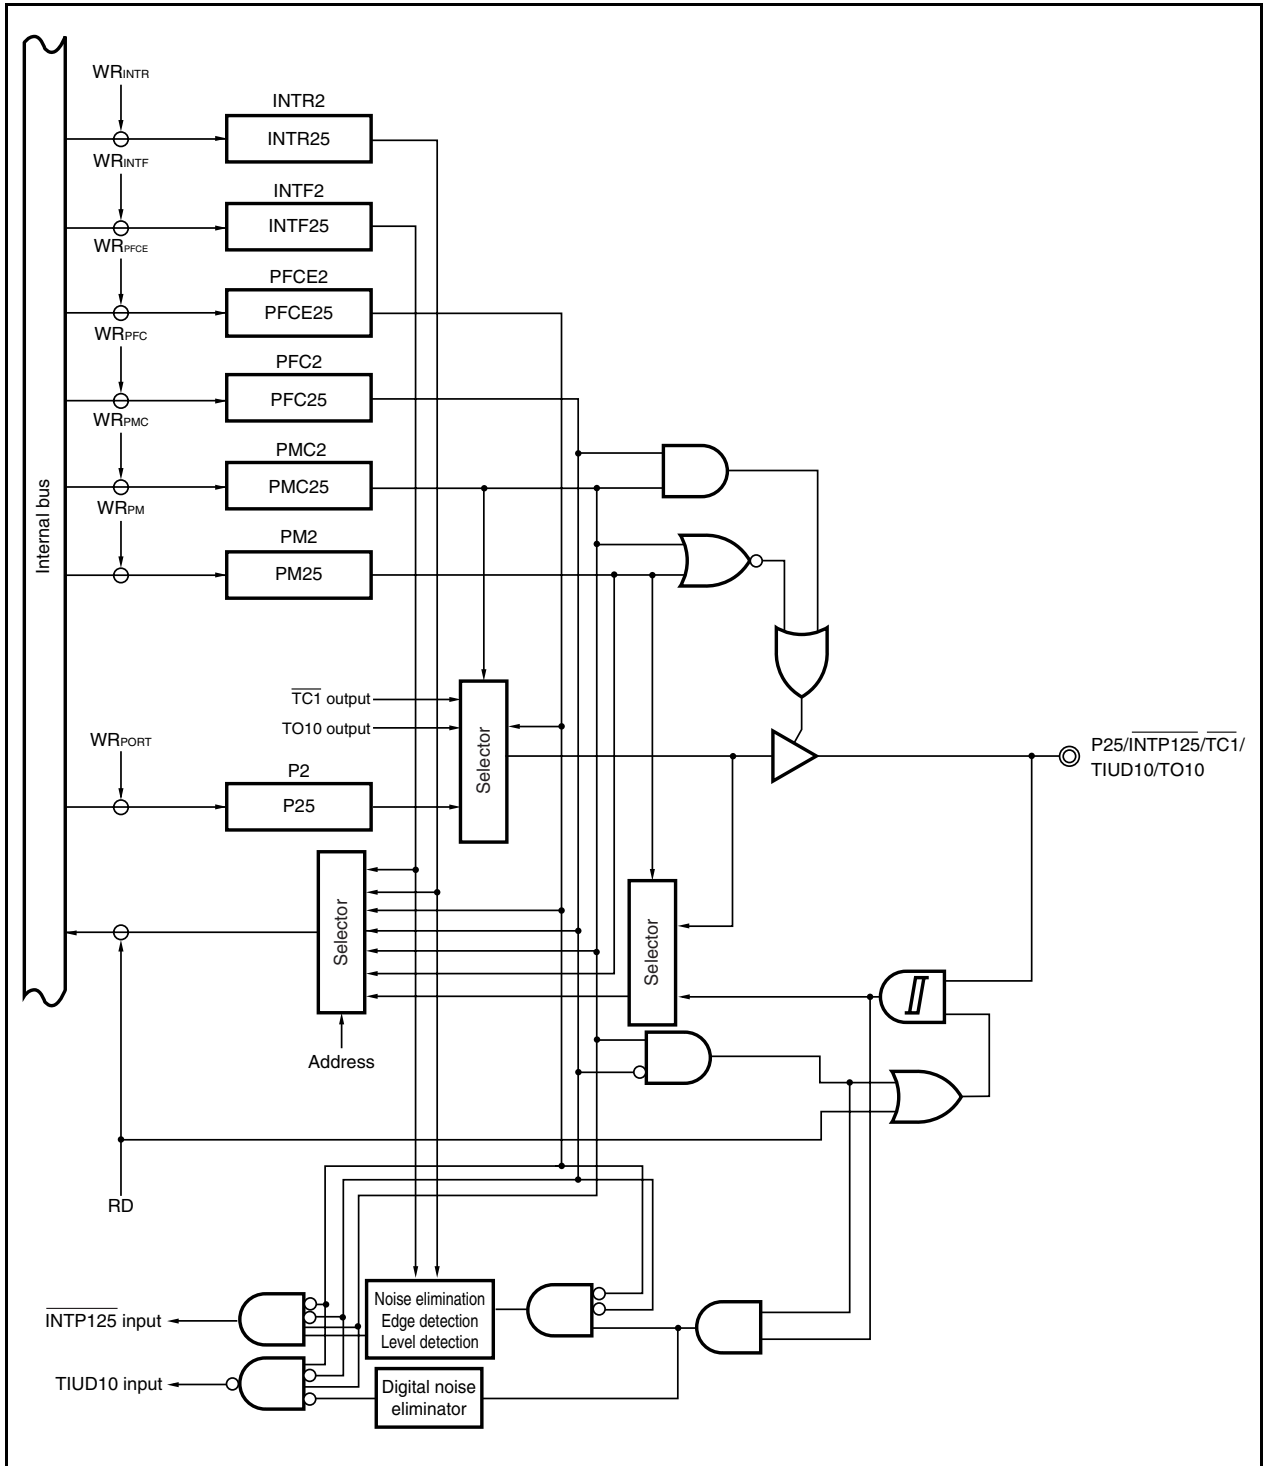 WRINTR
INTR2
INTR25
WRINTF
INTF2
INTF25
WRPFCE
PFCE2
PFCE25
WRPFC
PFC2
PFC25
WRPMC
PMC2
PMC25
WRPM
PM2
PM25
Internal bus
TC1 output
TO10 output
Selector
WRPORT
P2
P25
P25/INTP125/TC1/
TIUD10/TO10
Selector
Selector
Address
RD
Noise elimination
Edge detection
Level detection
INTP125 input
TIUD10 input
Digital noise
eliminator